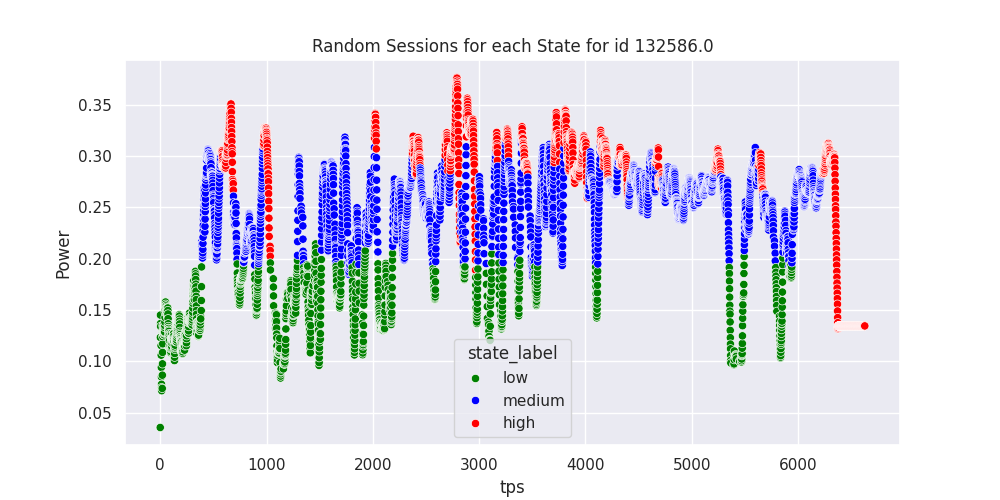 Random Sessions for each State for id 132586.0
Power
0.35
0.30
0.25
0.20
0.15
0.10
0.05
state_label
low
medium
high
0 1000 2000 3000 4000 5000 6000
tps